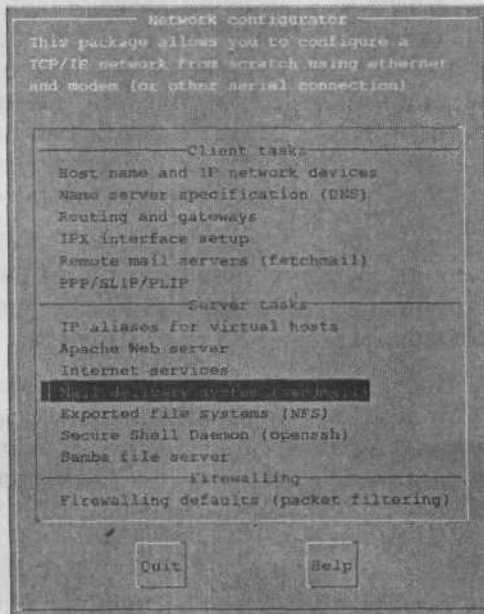 Network configurator
This package allows you to configure a
TCP/IP network from scratch using ethernet
and modem (or other serial connection)
Client tasks
Host name and IP network devices
Name server specification (DNS)
Routing and gateways
IPX interface setup
Remote mail servers (fetchmail)
PPP/SLIP/PLIP
Server tasks
IP aliases for virtual hosts
Apache Web server
Internet services
Mail delivery system (sendmail)
Exported file systems (NFS)
Secure Shell Daemon (openssh)
Samba file server
Firewalling
Firewalling defaults (packet filtering)
Quit
Help